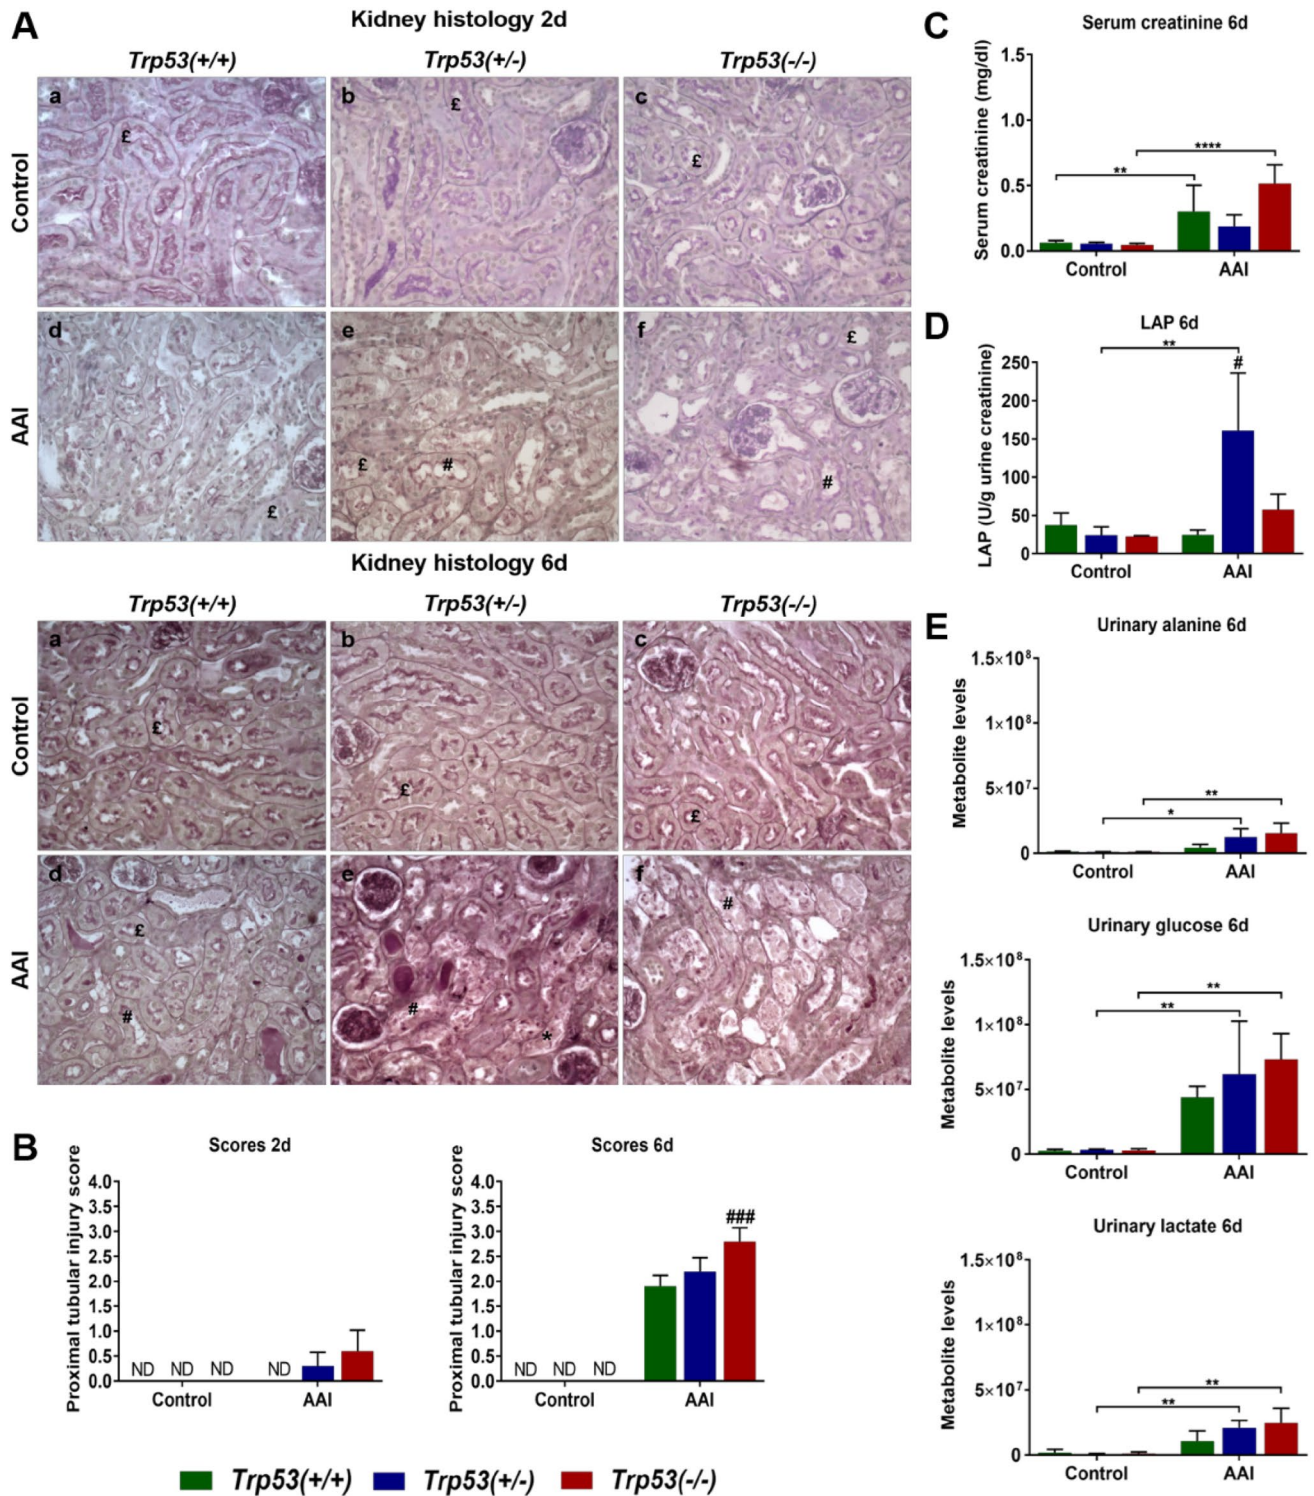 A
Kidney histology 2d
Trp53(+/+) Trp53(+/-) Trp53(-/-)
Control
a £
b £
c £
AAI
d £
e £ #
f £ #
Kidney histology 6d
Trp53(+/+) Trp53(+/-) Trp53(-/-)
Control
a £
b £
c £
AAI
d £ #
e # *
f #
B
Scores 2d
Proximal tubular injury score
4.0
3.5
3.0
2.5
2.0
1.5
1.0
0.5
0.0
ND ND ND ND
Control AAI
Scores 6d
Proximal tubular injury score
4.0
3.5
3.0
2.5
2.0
1.5
1.0
0.5
0.0
ND ND ND
###
Control AAI
C
Serum creatinine 6d
Serum creatinine (mg/dl)
1.5
1.0
0.5
0.0
**
****
Control AAI
D
LAP 6d
LAP (U/g urine creatinine)
250
200
150
100
50
0
**
#
Control AAI
E
Urinary alanine 6d
Metabolite levels
1.5×10⁸
1×10⁸
5×10⁷
0
**
*
Control AAI
Urinary glucose 6d
Metabolite levels
1.5×10⁸
1×10⁸
5×10⁷
0
**
**
Control AAI
Urinary lactate 6d
Metabolite levels
1.5×10⁸
1×10⁸
5×10⁷
0
**
**
Control AAI
Trp53(+/+) Trp53(+/-) Trp53(-/-)